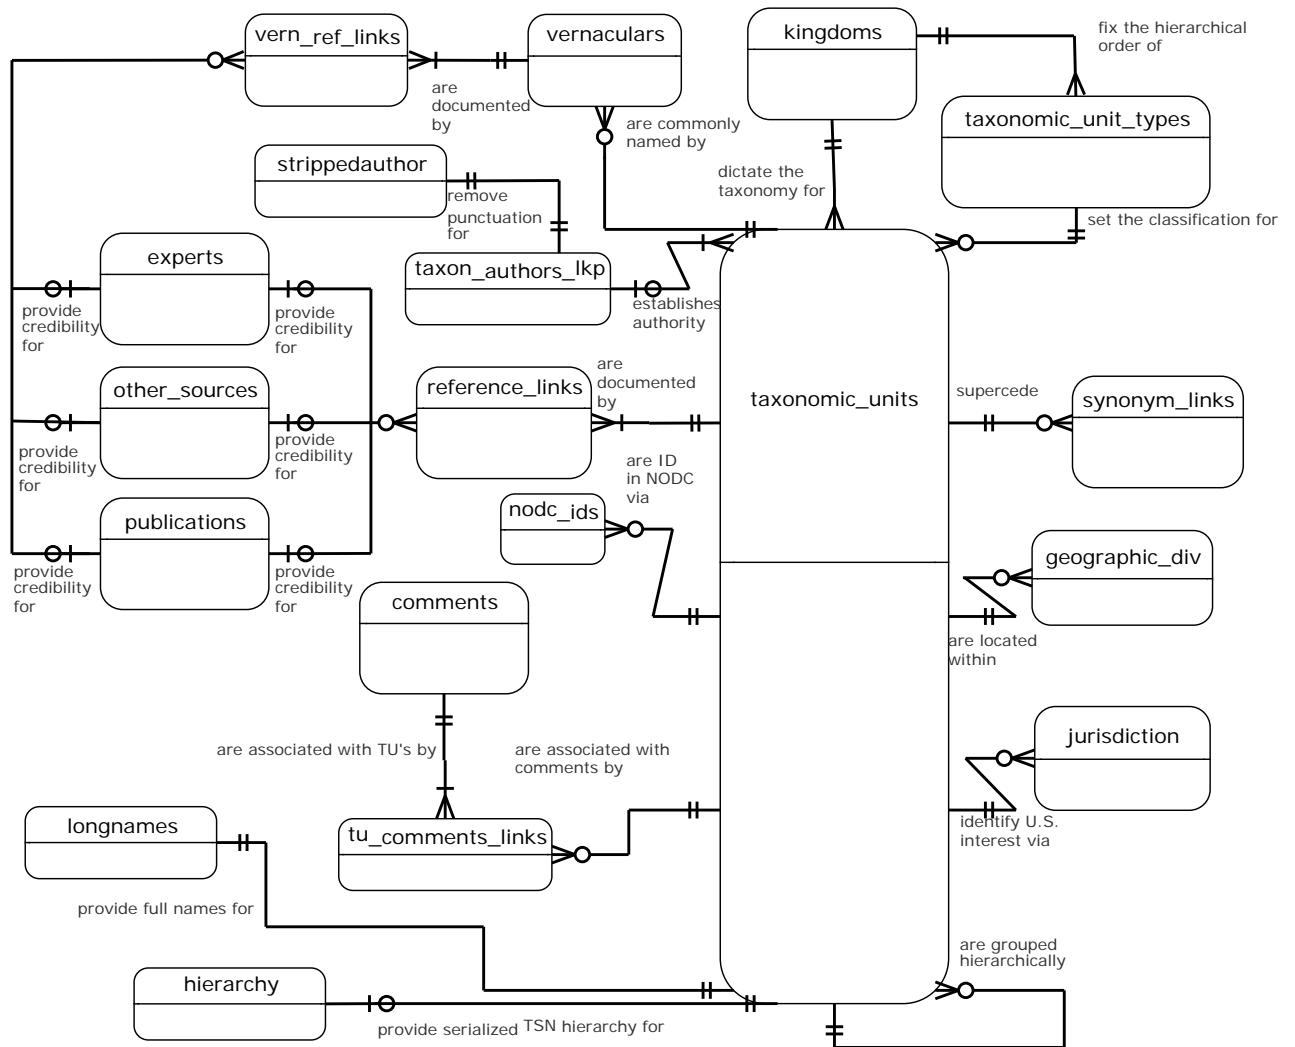 vern_ref_links
vernaculars
kingdoms
fix the hierarchical
order of
are
documented
by
are commonly
named by
taxonomic_unit_types
strippedauthor
remove
punctuation
for
dictate the
taxonomy for
set the classification for
experts
taxon_authors_lkp
provide
credibility
for
provide
credibility
for
establishes
authority
other_sources
reference_links
are
documented
by
taxonomic_units
supercede
synonym_links
provide
credibility
for
provide
credibility
for
are ID
in NODC
via
publications
nodc_ids
geographic_div
provide
credibility
for
provide
credibility
for
comments
are located
within
are associated with TU's by
are associated with
comments by
jurisdiction
longnames
tu_comments_links
identify U.S.
interest via
provide full names for
are grouped
hierarchically
hierarchy
provide serialized TSN hierarchy for